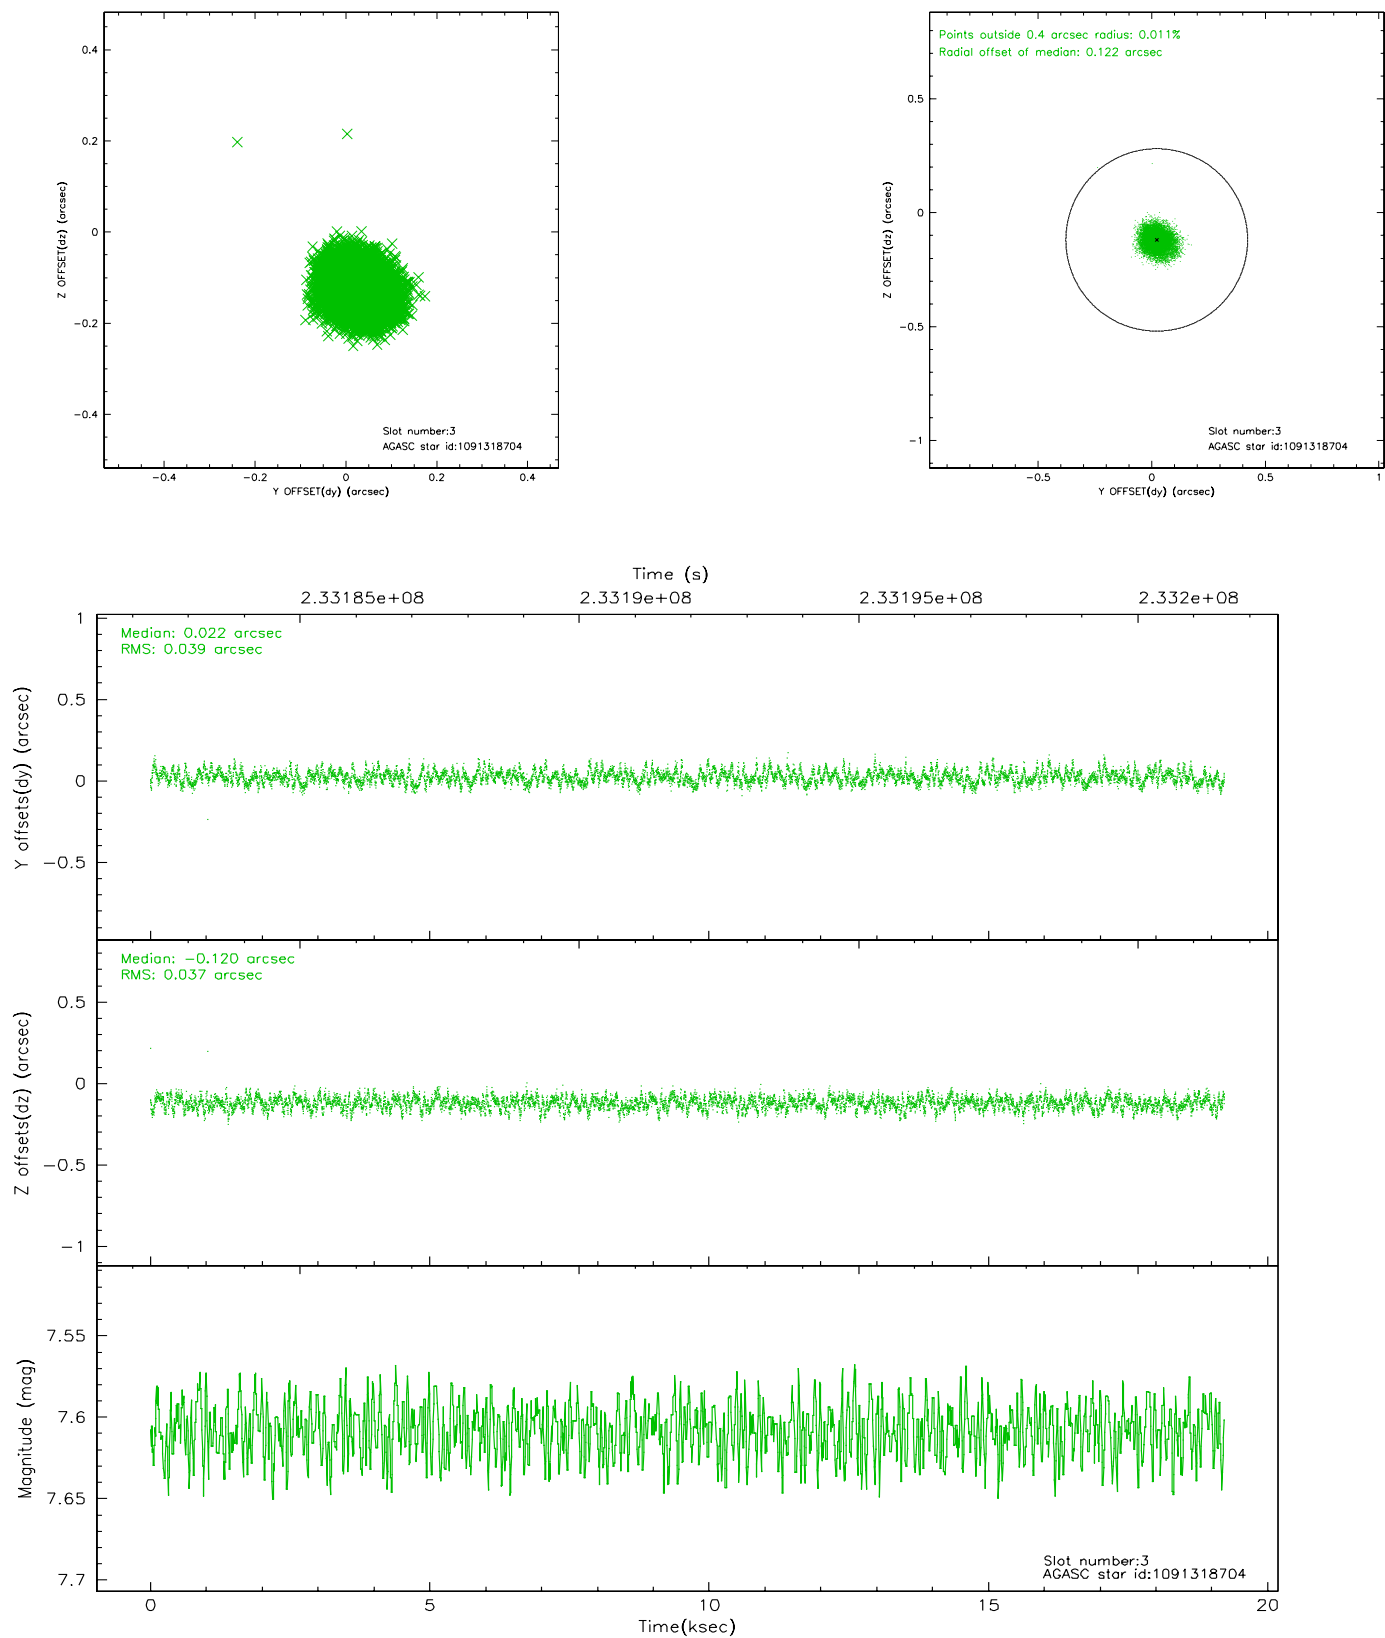 0.4
0.2
0
−0.2
−0.4
Z OFFSET(dz) (arcsec)
Slot number:3
AGASC star id:1091318704
−0.4 −0.2 0 0.2 0.4
Y OFFSET(dy) (arcsec)
Points outside 0.4 arcsec radius: 0.011%
Radial offset of median: 0.122 arcsec
0.5
0
−0.5
−1
Z OFFSET(dz) (arcsec)
Slot number:3
AGASC star id:1091318704
−0.5 0 0.5 1
Y OFFSET(dy) (arcsec)
Time (s)
2.33185e+08 2.3319e+08 2.33195e+08 2.332e+08
Median: 0.022 arcsec
RMS: 0.039 arcsec
1
0.5
0
−0.5
Y offsets(dy) (arcsec)
Median: −0.120 arcsec
RMS: 0.037 arcsec
0.5
0
−0.5
−1
Z offsets(dz) (arcsec)
7.55
7.6
7.65
7.7
Magnitude (mag)
Slot number:3
AGASC star id:1091318704
0 5 10 15 20
Time(ksec)